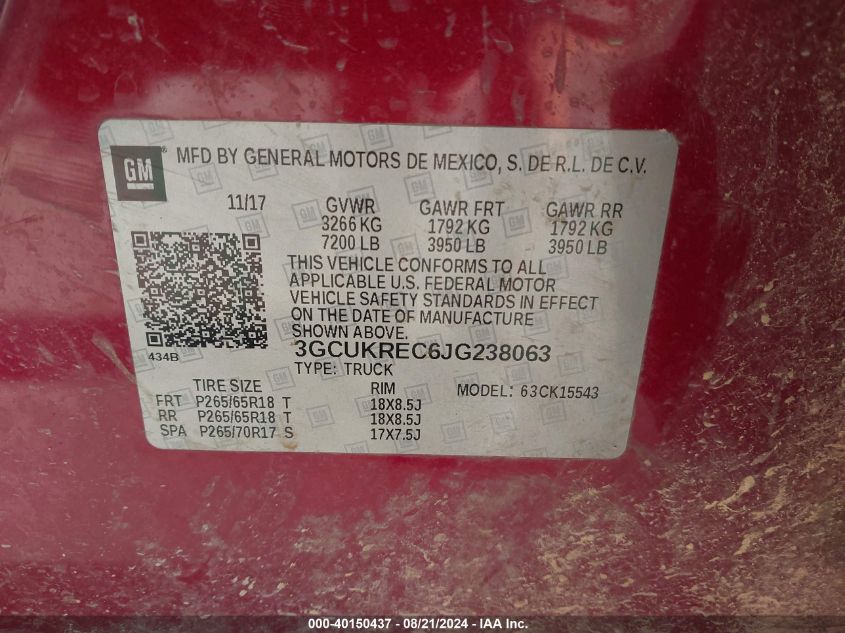 GM ® MFD BY GENERAL MOTORS DE MEXICO, S. DE R.L. DE C.V.
11/17 GVWR GAWR FRT GAWR RR
3266 KG 1792 KG 1792 KG
7200 LB 3950 LB 3950 LB
THIS VEHICLE CONFORMS TO ALL
APPLICABLE U.S. FEDERAL MOTOR
VEHICLE SAFETY STANDARDS IN EFFECT
ON THE DATE OF MANUFACTURE
SHOWN ABOVE.
434B 3GCUKREC6JG238063
TYPE: TRUCK
TIRE SIZE RIM MODEL: 63CK15543
FRT P265/65R18 T 18X8.5J
RR P265/65R18 T 18X8.5J
SPA P265/70R17 S 17X7.5J
000-40150437 - 08/21/2024 - IAA Inc.